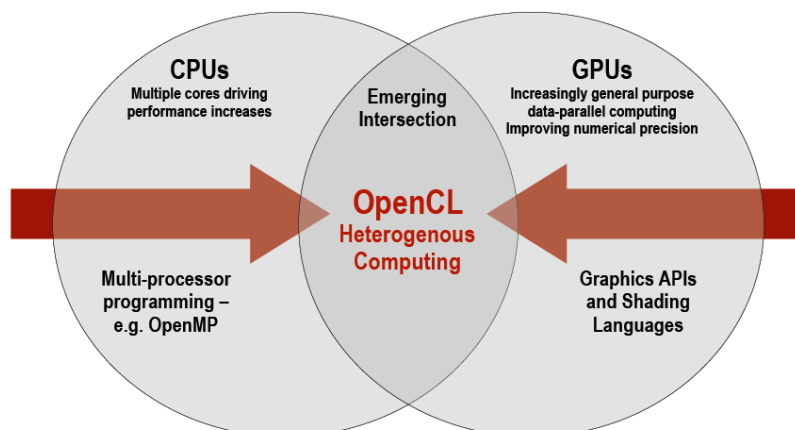 CPUs
Multiple cores driving
performance increases
Emerging
Intersection
GPUs
Increasingly general purpose
data-parallel computing
Improving numerical precision
OpenCL
Heterogenous
Computing
Multi-processor
programming –
e.g. OpenMP
Graphics APIs
and Shading
Languages